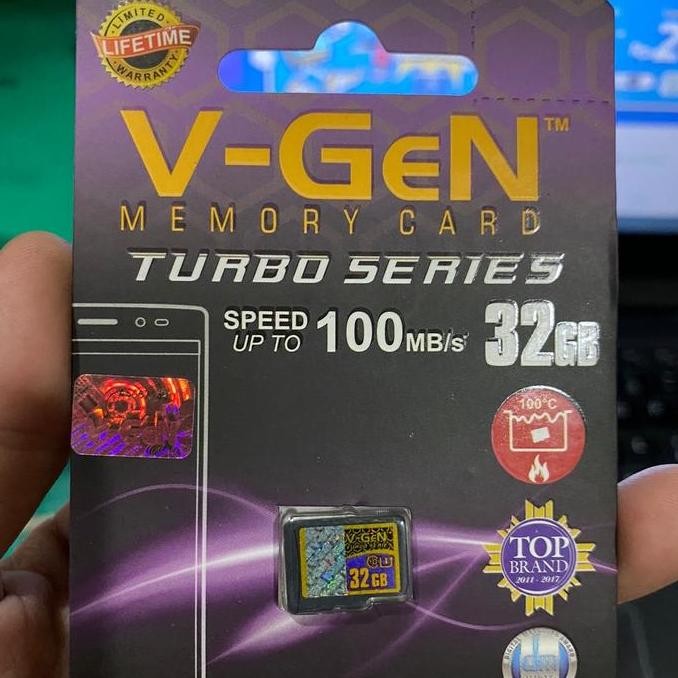 LIMITED
LIFETIME
WARRANTY
V-GeN™
MEMORY CARD
TURBO SERIES
SPEED
UP TO
100MB/s
32GB
100°C
V-GeN
32GB
TOP
BRAND
2011 - 2017